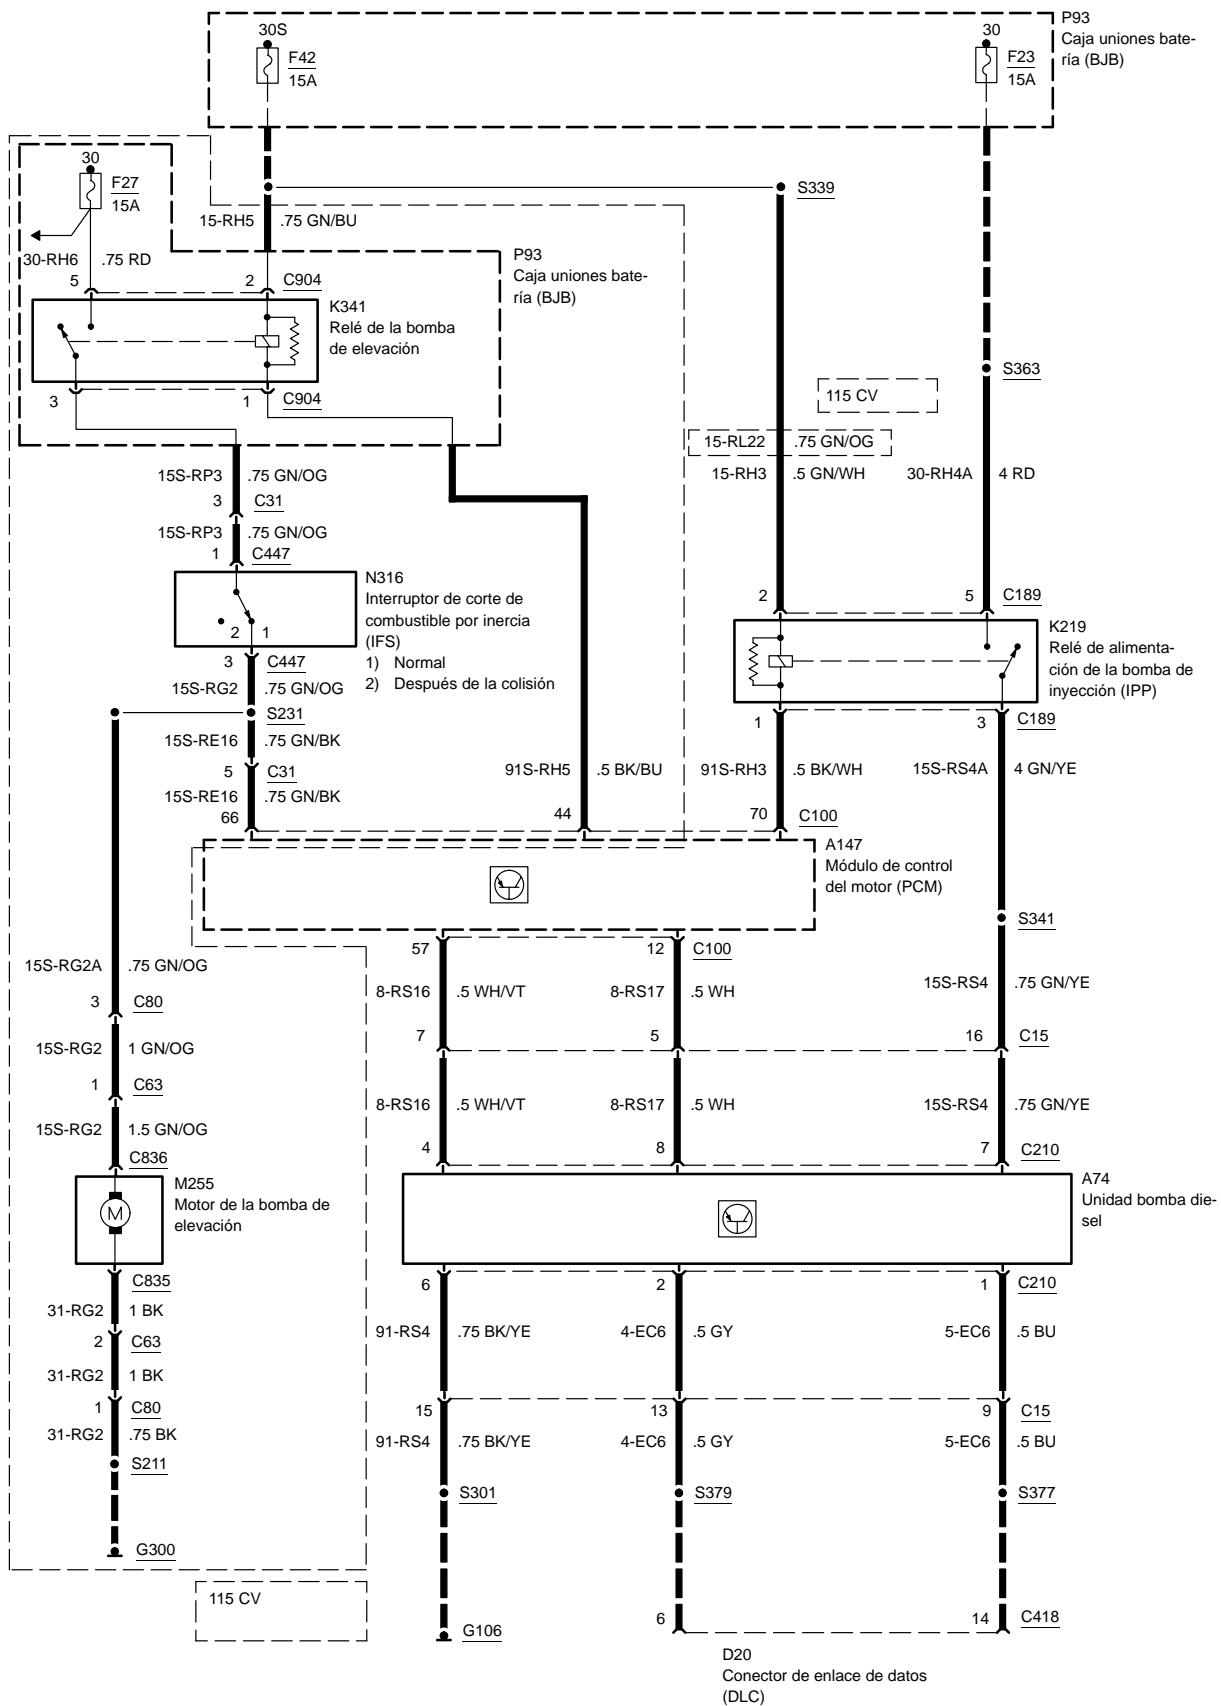 P93
Caja uniones bate-
ría (BJB)
30S
F42
15A
30
F23
15A
30
F27
15A
S339
15-RH5 .75 GN/BU
30-RH6 .75 RD
P93
Caja uniones bate-
ría (BJB)
5
2
C904
K341
Relé de la bomba
de elevación
3
1
C904
S363
115 CV
15-RL22 .75 GN/OG
15-RH3 .5 GN/WH
30-RH4A 4 RD
15S-RP3 .75 GN/OG
3
C31
15S-RP3 .75 GN/OG
1
C447
N316
Interruptor de corte de
combustible por inercia
(IFS)
1) Normal
2) Después de la colisión
2
1
3
C447
2
5
C189
K219
Relé de alimenta-
ción de la bomba de
inyección (IPP)
1
3
C189
15S-RG2 .75 GN/OG
S231
15S-RE16 .75 GN/BK
5
C31
15S-RE16 .75 GN/BK
91S-RH5 .5 BK/BU
91S-RH3 .5 BK/WH
15S-RS4A 4 GN/YE
66
44
70
C100
A147
Módulo de control
del motor (PCM)
S341
57
12
C100
15S-RG2A .75 GN/OG
8-RS16 .5 WH/VT
8-RS17 .5 WH
15S-RS4 .75 GN/YE
3
C80
7
5
16
C15
15S-RG2 1 GN/OG
1
C63
8-RS16 .5 WH/VT
8-RS17 .5 WH
15S-RS4 .75 GN/YE
15S-RG2 1.5 GN/OG
C836
4
8
7
C210
M255
Motor de la bomba de
elevación
M
A74
Unidad bomba die-
sel
C835
6
2
1
C210
31-RG2 1 BK
2
C63
91-RS4 .75 BK/YE
4-EC6 .5 GY
5-EC6 .5 BU
31-RG2 1 BK
1
C80
15
13
9
C15
31-RG2 .75 BK
91-RS4 .75 BK/YE
4-EC6 .5 GY
5-EC6 .5 BU
S211
S301
S379
S377
G300
115 CV
G106
6
14
C418
D20
Conector de enlace de datos
(DLC)